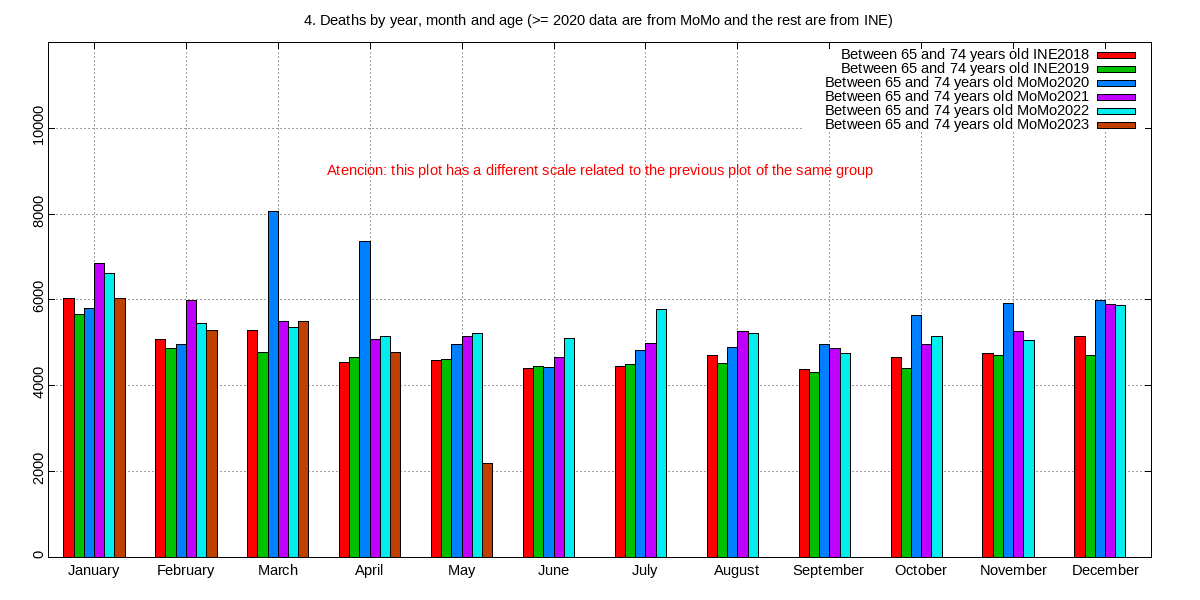 4. Deaths by year, month and age (>= 2020 data are from MoMo and the rest are from INE)
Between 65 and 74 years old INE2018
Between 65 and 74 years old INE2019
Between 65 and 74 years old MoMo2020
Between 65 and 74 years old MoMo2021
Between 65 and 74 years old MoMo2022
Between 65 and 74 years old MoMo2023
Atencion: this plot has a different scale related to the previous plot of the same group
10000
8000
6000
4000
2000
0
January February March April May June July August September October November December